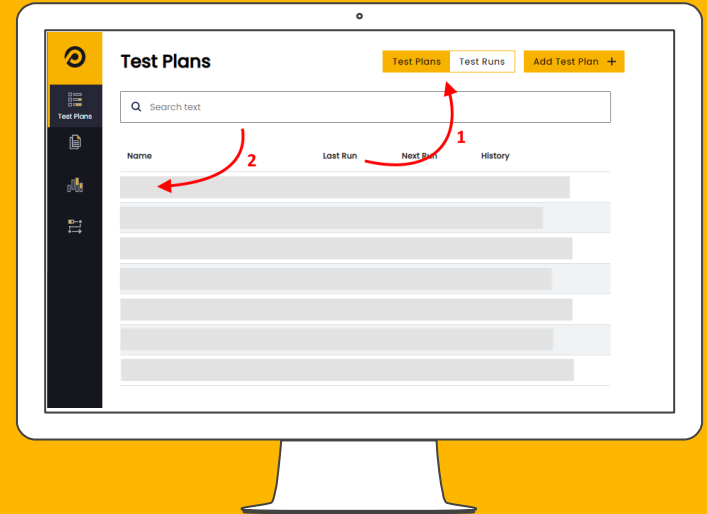 Test Plans
Test Plans
Test Runs
Add Test Plan +
Test Plans
Search text
1
Name
Last Run
Next Run
History
2